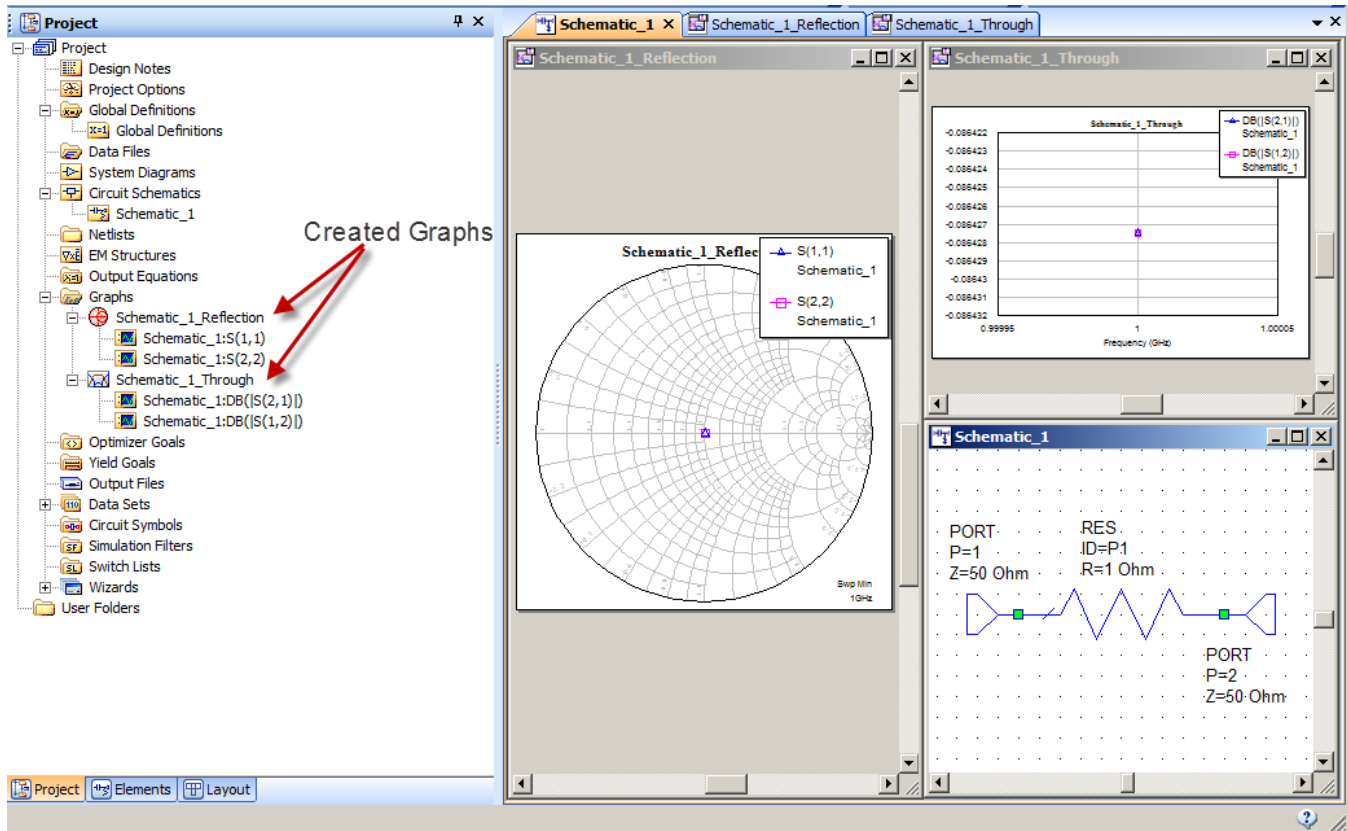 Project
Project
Design Notes
Project Options
Global Definitions
Global Definitions
Data Files
System Diagrams
Circuit Schematics
Schematic_1
Netlists
EM Structures
Output Equations
Graphs
Schematic_1_Reflection
Schematic_1:S(1,1)
Schematic_1:S(2,2)
Schematic_1_Through
Schematic_1:DB(|S(2,1)|)
Schematic_1:DB(|S(1,2)|)
Optimizer Goals
Yield Goals
Output Files
Data Sets
Circuit Symbols
Simulation Filters
Switch Lists
Wizards
User Folders
Created Graphs
Project Elements Layout
Schematic_1 Schematic_1_Reflection Schematic_1_Through
Schematic_1_Reflection
Schematic_1_Reflec
S(1,1)
Schematic_1
S(2,2)
Schematic_1
Swp Min
1GHz
Schematic_1_Through
Schematic_1_Through
DB(|S(2,1)|)
Schematic_1
DB(|S(1,2)|)
Schematic_1
-0.086422
-0.086423
-0.086424
-0.086425
-0.086426
-0.086427
-0.086428
-0.086429
-0.08643
-0.086431
-0.086432
0.99995 1 1.00005
Frequency (GHz)
Schematic_1
PORT
P=1
Z=50 Ohm
RES
ID=P1
R=1 Ohm
PORT
P=2
Z=50 Ohm